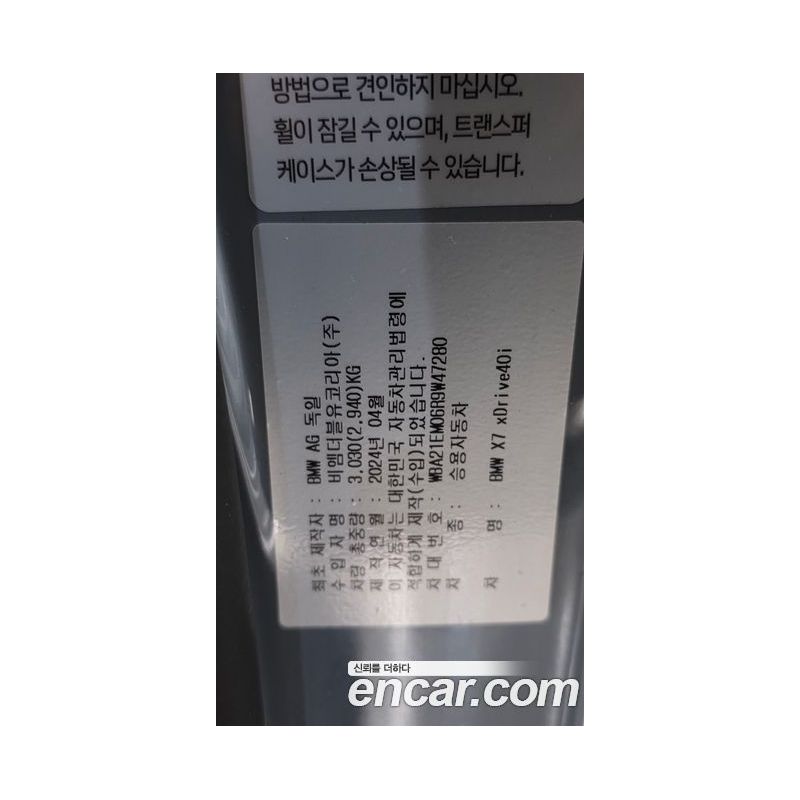 방법으로 견인하지 마십시오.
휠이 잠길 수 있으며, 트랜스퍼
케이스가 손상될 수 있습니다.
최초 제작자 : BMW AG 독일
수 입 자 명 : 비엠더블유코리아(주)
차량 총중량 : 3,030(2,940)KG
제 작 연 월 : 2024년 04월
이 자동차는 대한민국 자동차관리법령에
적합하게 제작(수입)되었습니다.
차 대 번 호 : WBA21EM06R9W47280
차 종 : 승용자동차
차 명 : BMW X7 xDrive40i
신뢰를 더하다
encar.com